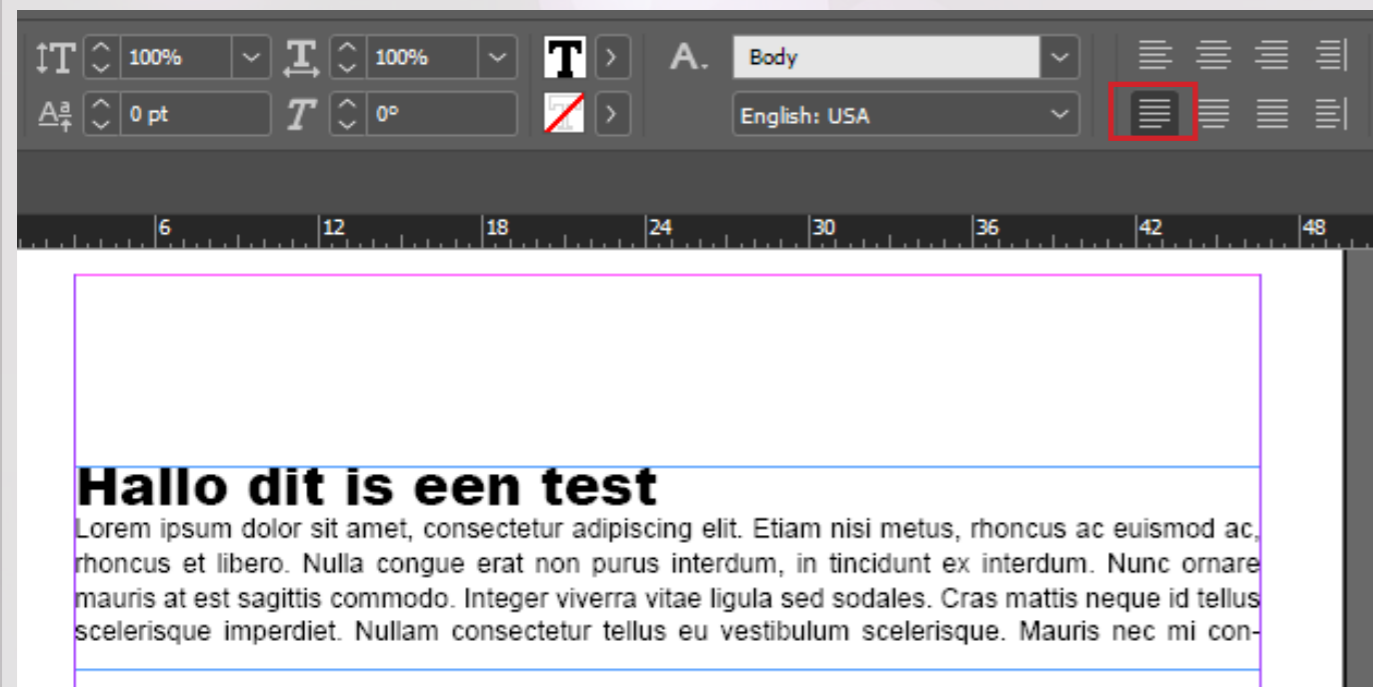 100% 100% Body
0 pt 0° English: USA
6 12 18 24 30 36 42 48
Hallo dit is een test
Lorem ipsum dolor sit amet, consectetur adipiscing elit. Etiam nisi metus, rhoncus ac euismod ac,
rhoncus et libero. Nulla congue erat non purus interdum, in tincidunt ex interdum. Nunc ornare
mauris at est sagittis commodo. Integer viverra vitae ligula sed sodales. Cras mattis neque id tellus
scelerisque imperdiet. Nullam consectetur tellus eu vestibulum scelerisque. Mauris nec mi con-